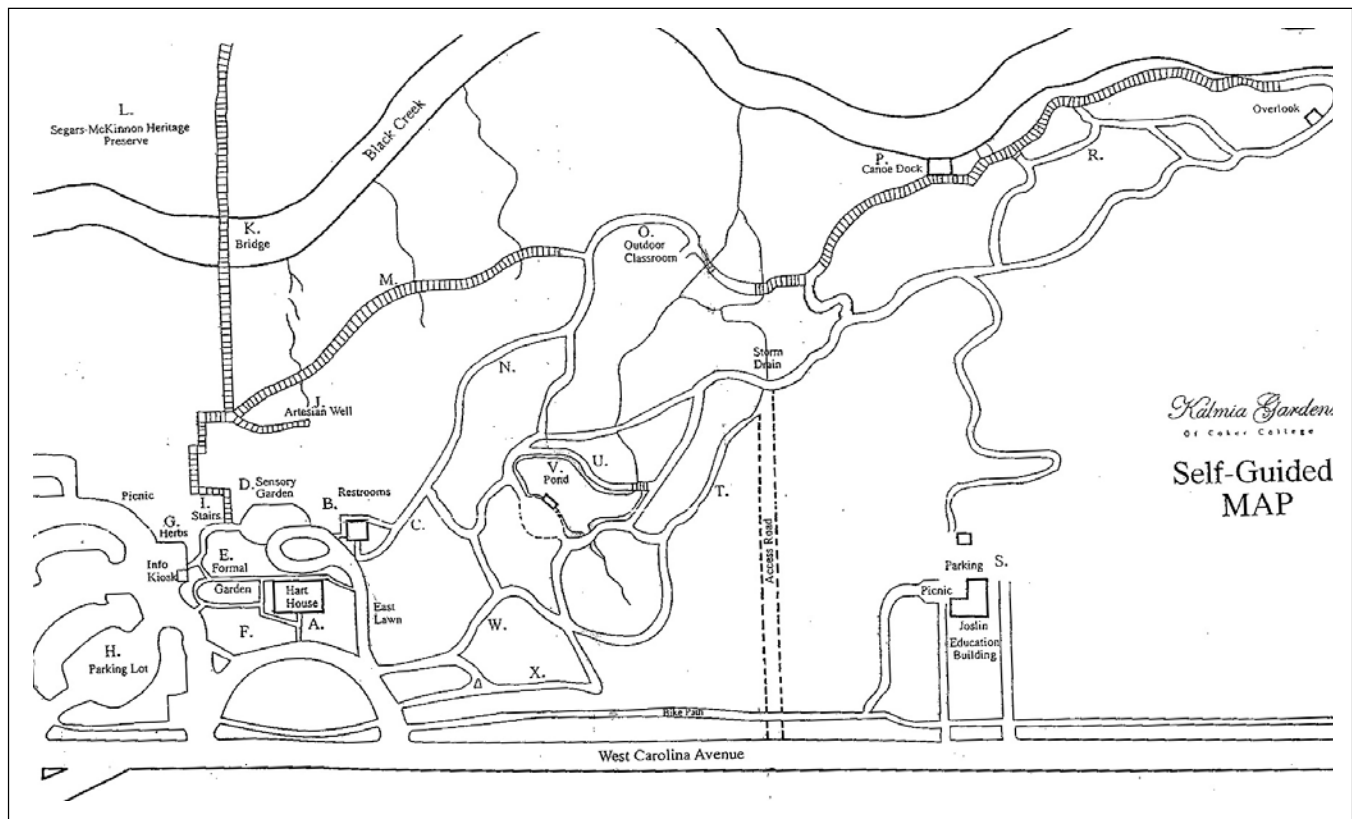 L.
Segars-McKinnon Heritage
Preserve
Black Creek
Overlook
P.
Canoe Dock
R.
K.
Bridge
O.
Outdoor
Classroom
M.
N.
Storm
Drain
J.
Artesian Well
Kalmia Gardens
Of Coker College
Self-Guided
MAP
D. Sensory
Garden
Picnic
I.
Stairs
G.
Herbs
B.
Restrooms
C.
V.
Pond
U.
T.
Info
Kiosk
E.
Formal
Garden
Hart
House
East
Lawn
A.
F.
H.
Parking Lot
W.
X.
Access Road
Parking
S.
Picnic
Joslin
Education
Building
Bike Path
West Carolina Avenue